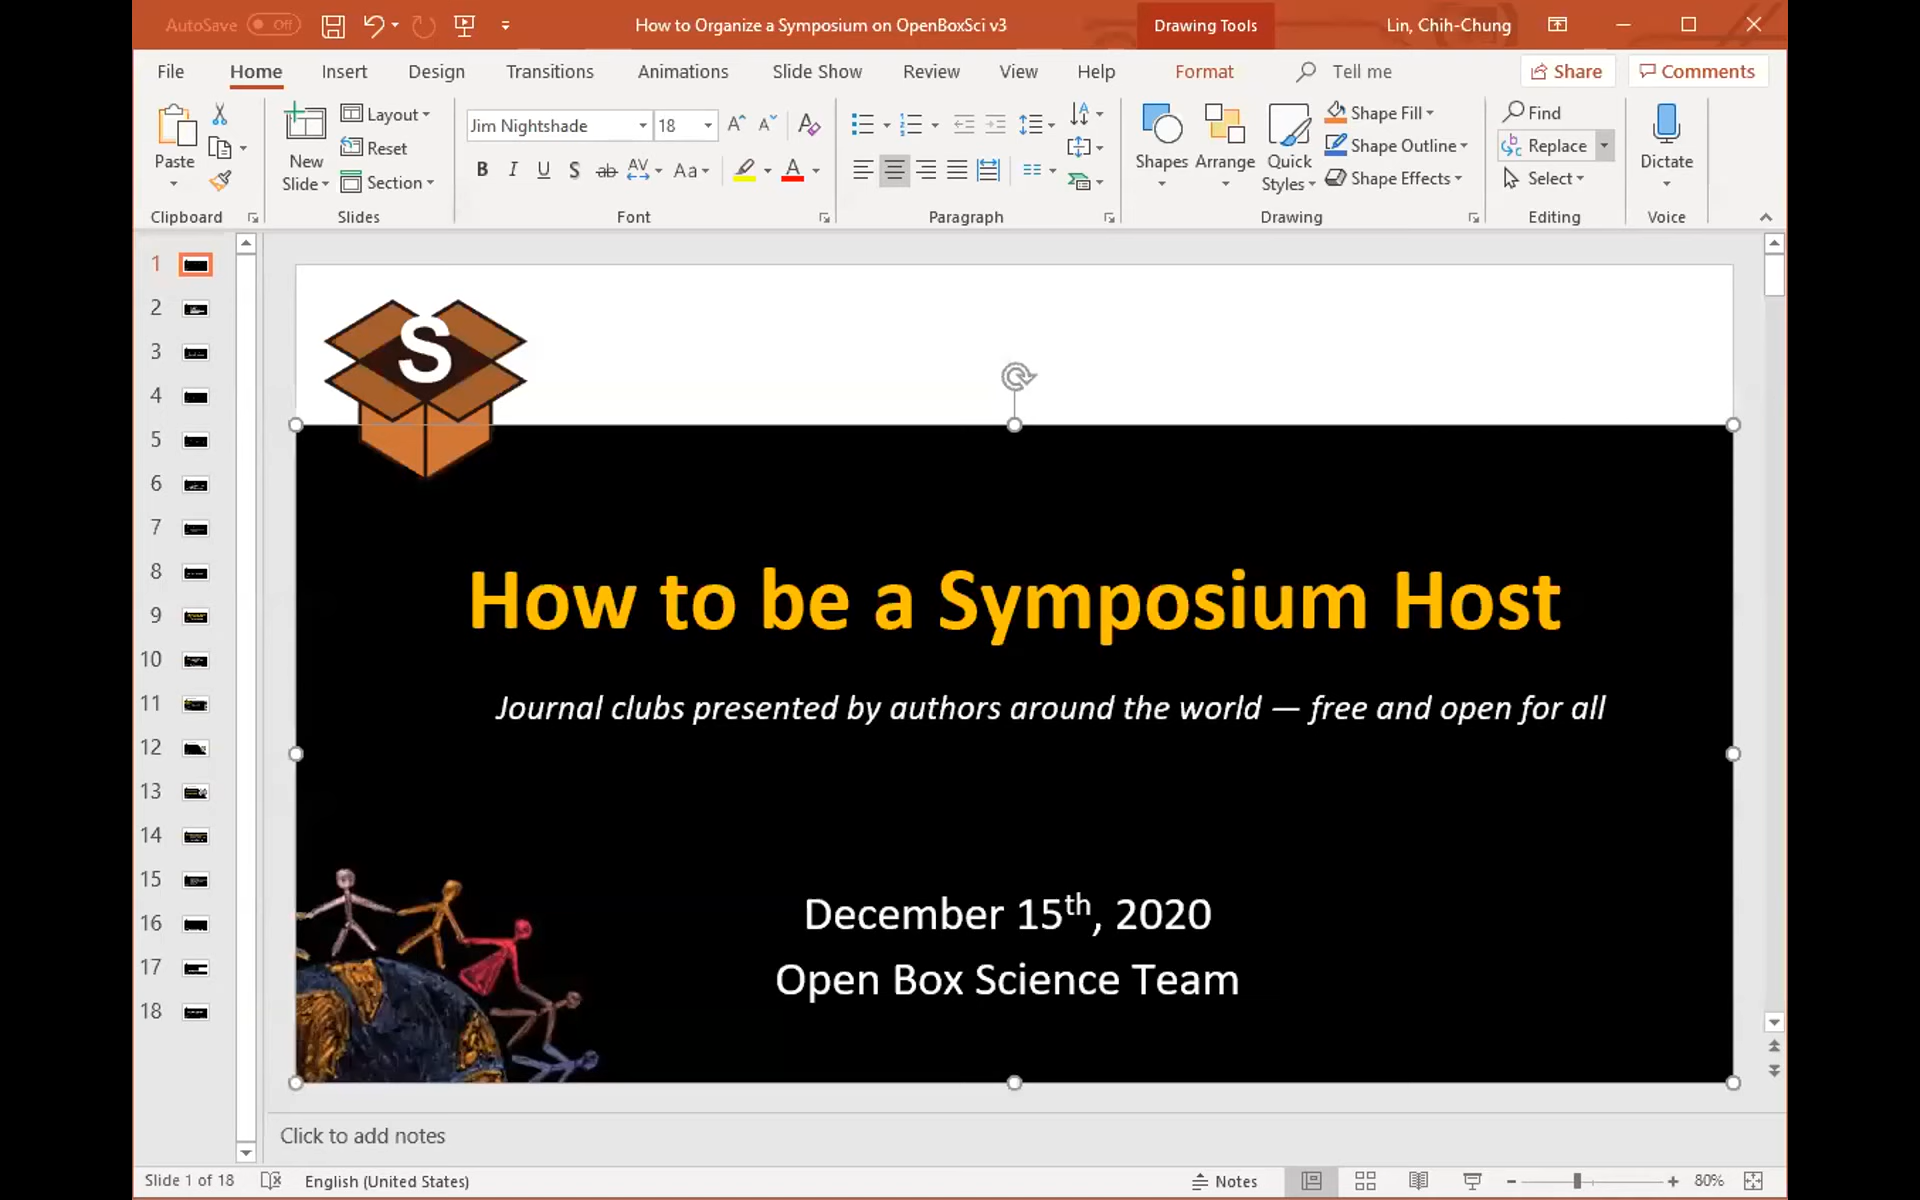 AutoSave Off
How to Organize a Symposium on OpenBoxSci v3
Drawing Tools
Lin, Chih-Chung
File Home Insert Design Transitions Animations Slide Show Review View Help Format Tell me Share Comments
Paste
New Slide
Layout
Reset
Section
Jim Nightshade 18
B I U S ab AV Aa A
Shapes Arrange Quick Styles
Shape Fill
Shape Outline
Shape Effects
Find
Replace
Select
Dictate
Clipboard Slides Font Paragraph Drawing Editing Voice
1
2
3
4
5
6
7
8
9
10
11
12
13
14
15
16
17
18
S
How to be a Symposium Host
Journal clubs presented by authors around the world — free and open for all
December 15th, 2020
Open Box Science Team
Click to add notes
Slide 1 of 18 English (United States) Notes 80%